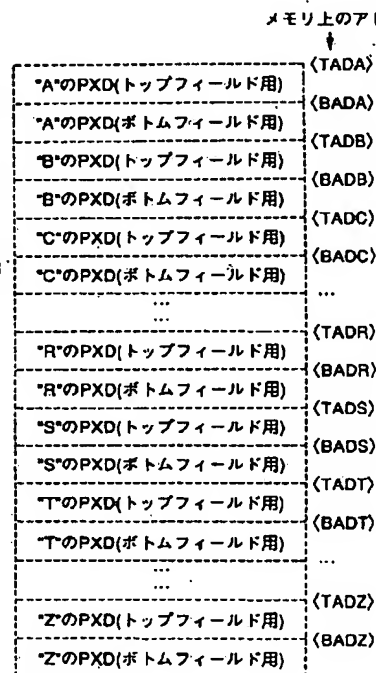 メモリ上のアド
〈TADA〉
"A"のPXD(トップフィールド用)
〈BADA〉
"A"のPXD(ボトムフィールド用)
〈TADB〉
"B"のPXD(トップフィールド用)
〈BADB〉
"B"のPXD(ボトムフィールド用)
〈TADC〉
"C"のPXD(トップフィールド用)
〈BADC〉
"C"のPXD(ボトムフィールド用)
...
...
...
〈TADR〉
"R"のPXD(トップフィールド用)
〈BADR〉
"R"のPXD(ボトムフィールド用)
〈TADS〉
"S"のPXD(トップフィールド用)
〈BADS〉
"S"のPXD(ボトムフィールド用)
〈TADT〉
"T"のPXD(トップフィールド用)
〈BADT〉
"T"のPXD(ボトムフィールド用)
...
...
...
〈TADZ〉
"Z"のPXD(トップフィールド用)
〈BADZ〉
"Z"のPXD(ボトムフィールド用)